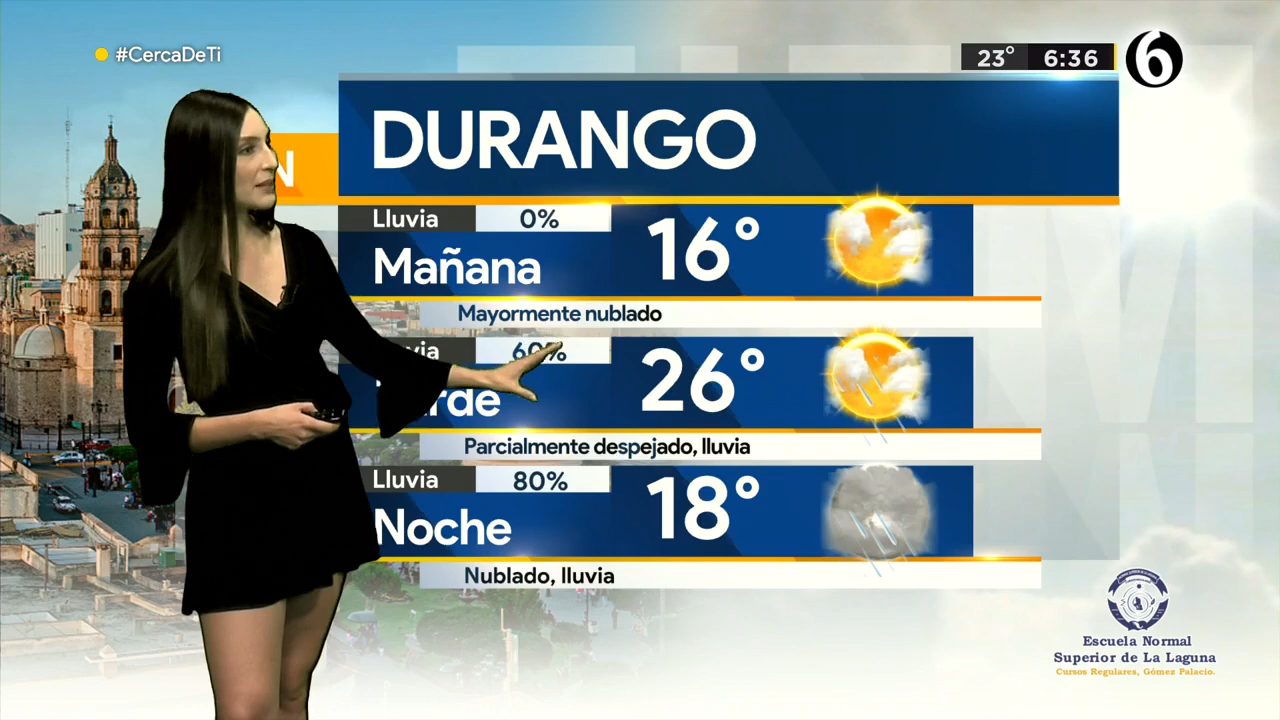 #CercaDeTi
23° 6:36 6
N
DURANGO
Lluvia 0%
Mañana 16°
Mayormente nublado
60%
26°
Parcialmente despejado, lluvia
Lluvia 80%
Noche 18°
Nublado, lluvia
Escuela Normal
Superior de La Laguna
Cursos Regulares, Gómez Palacio.